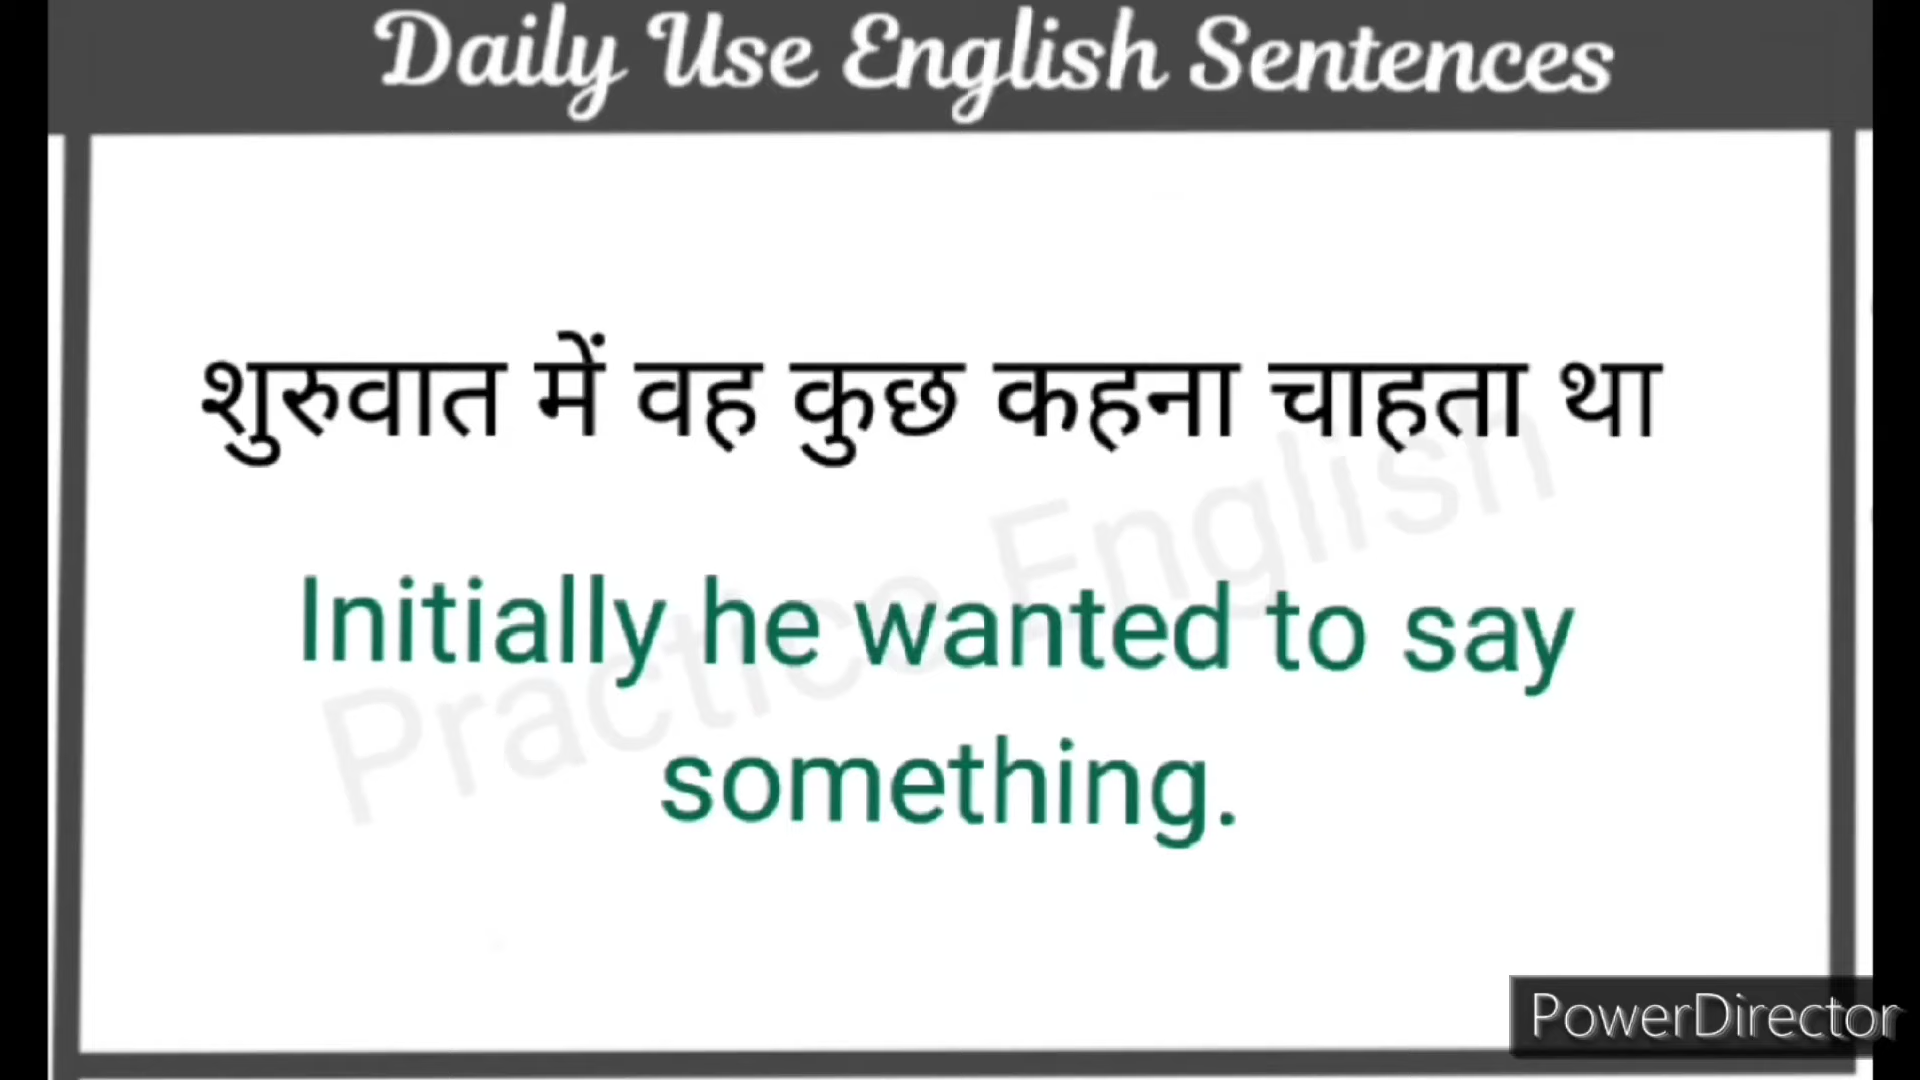 Daily Use English Sentences
शुरुवात में वह कुछ कहना चाहता था
Practice English
Initially he wanted to say
something.
PowerDirector